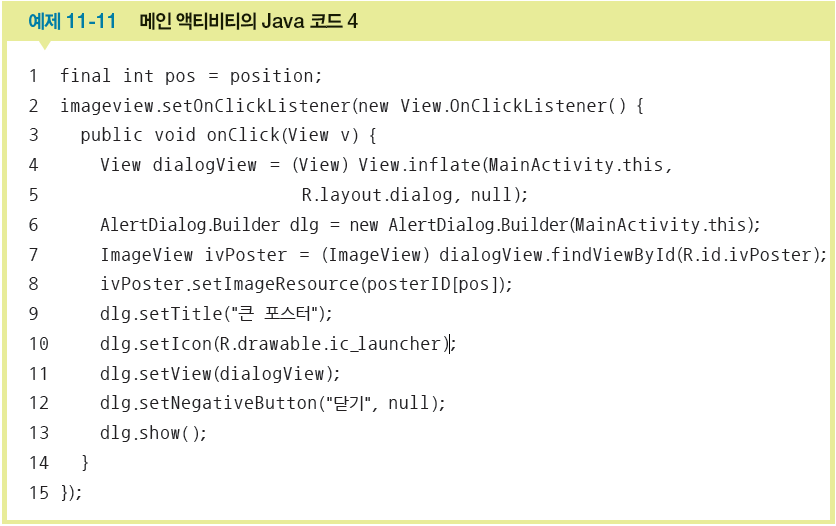 예제 11-11 메인 액티비티의 Java 코드 4
1 final int pos = position;
2 imageview.setOnClickListener(new View.OnClickListener() {
3 public void onClick(View v) {
4 View dialogView = (View) View.inflate(MainActivity.this,
5 R.layout.dialog, null);
6 AlertDialog.Builder dlg = new AlertDialog.Builder(MainActivity.this);
7 ImageView ivPoster = (ImageView) dialogView.findViewById(R.id.ivPoster);
8 ivPoster.setImageResource(posterID[pos]);
9 dlg.setTitle("큰 포스터");
10 dlg.setIcon(R.drawable.ic_launcher);
11 dlg.setView(dialogView);
12 dlg.setNegativeButton("닫기", null);
13 dlg.show();
14 }
15 });